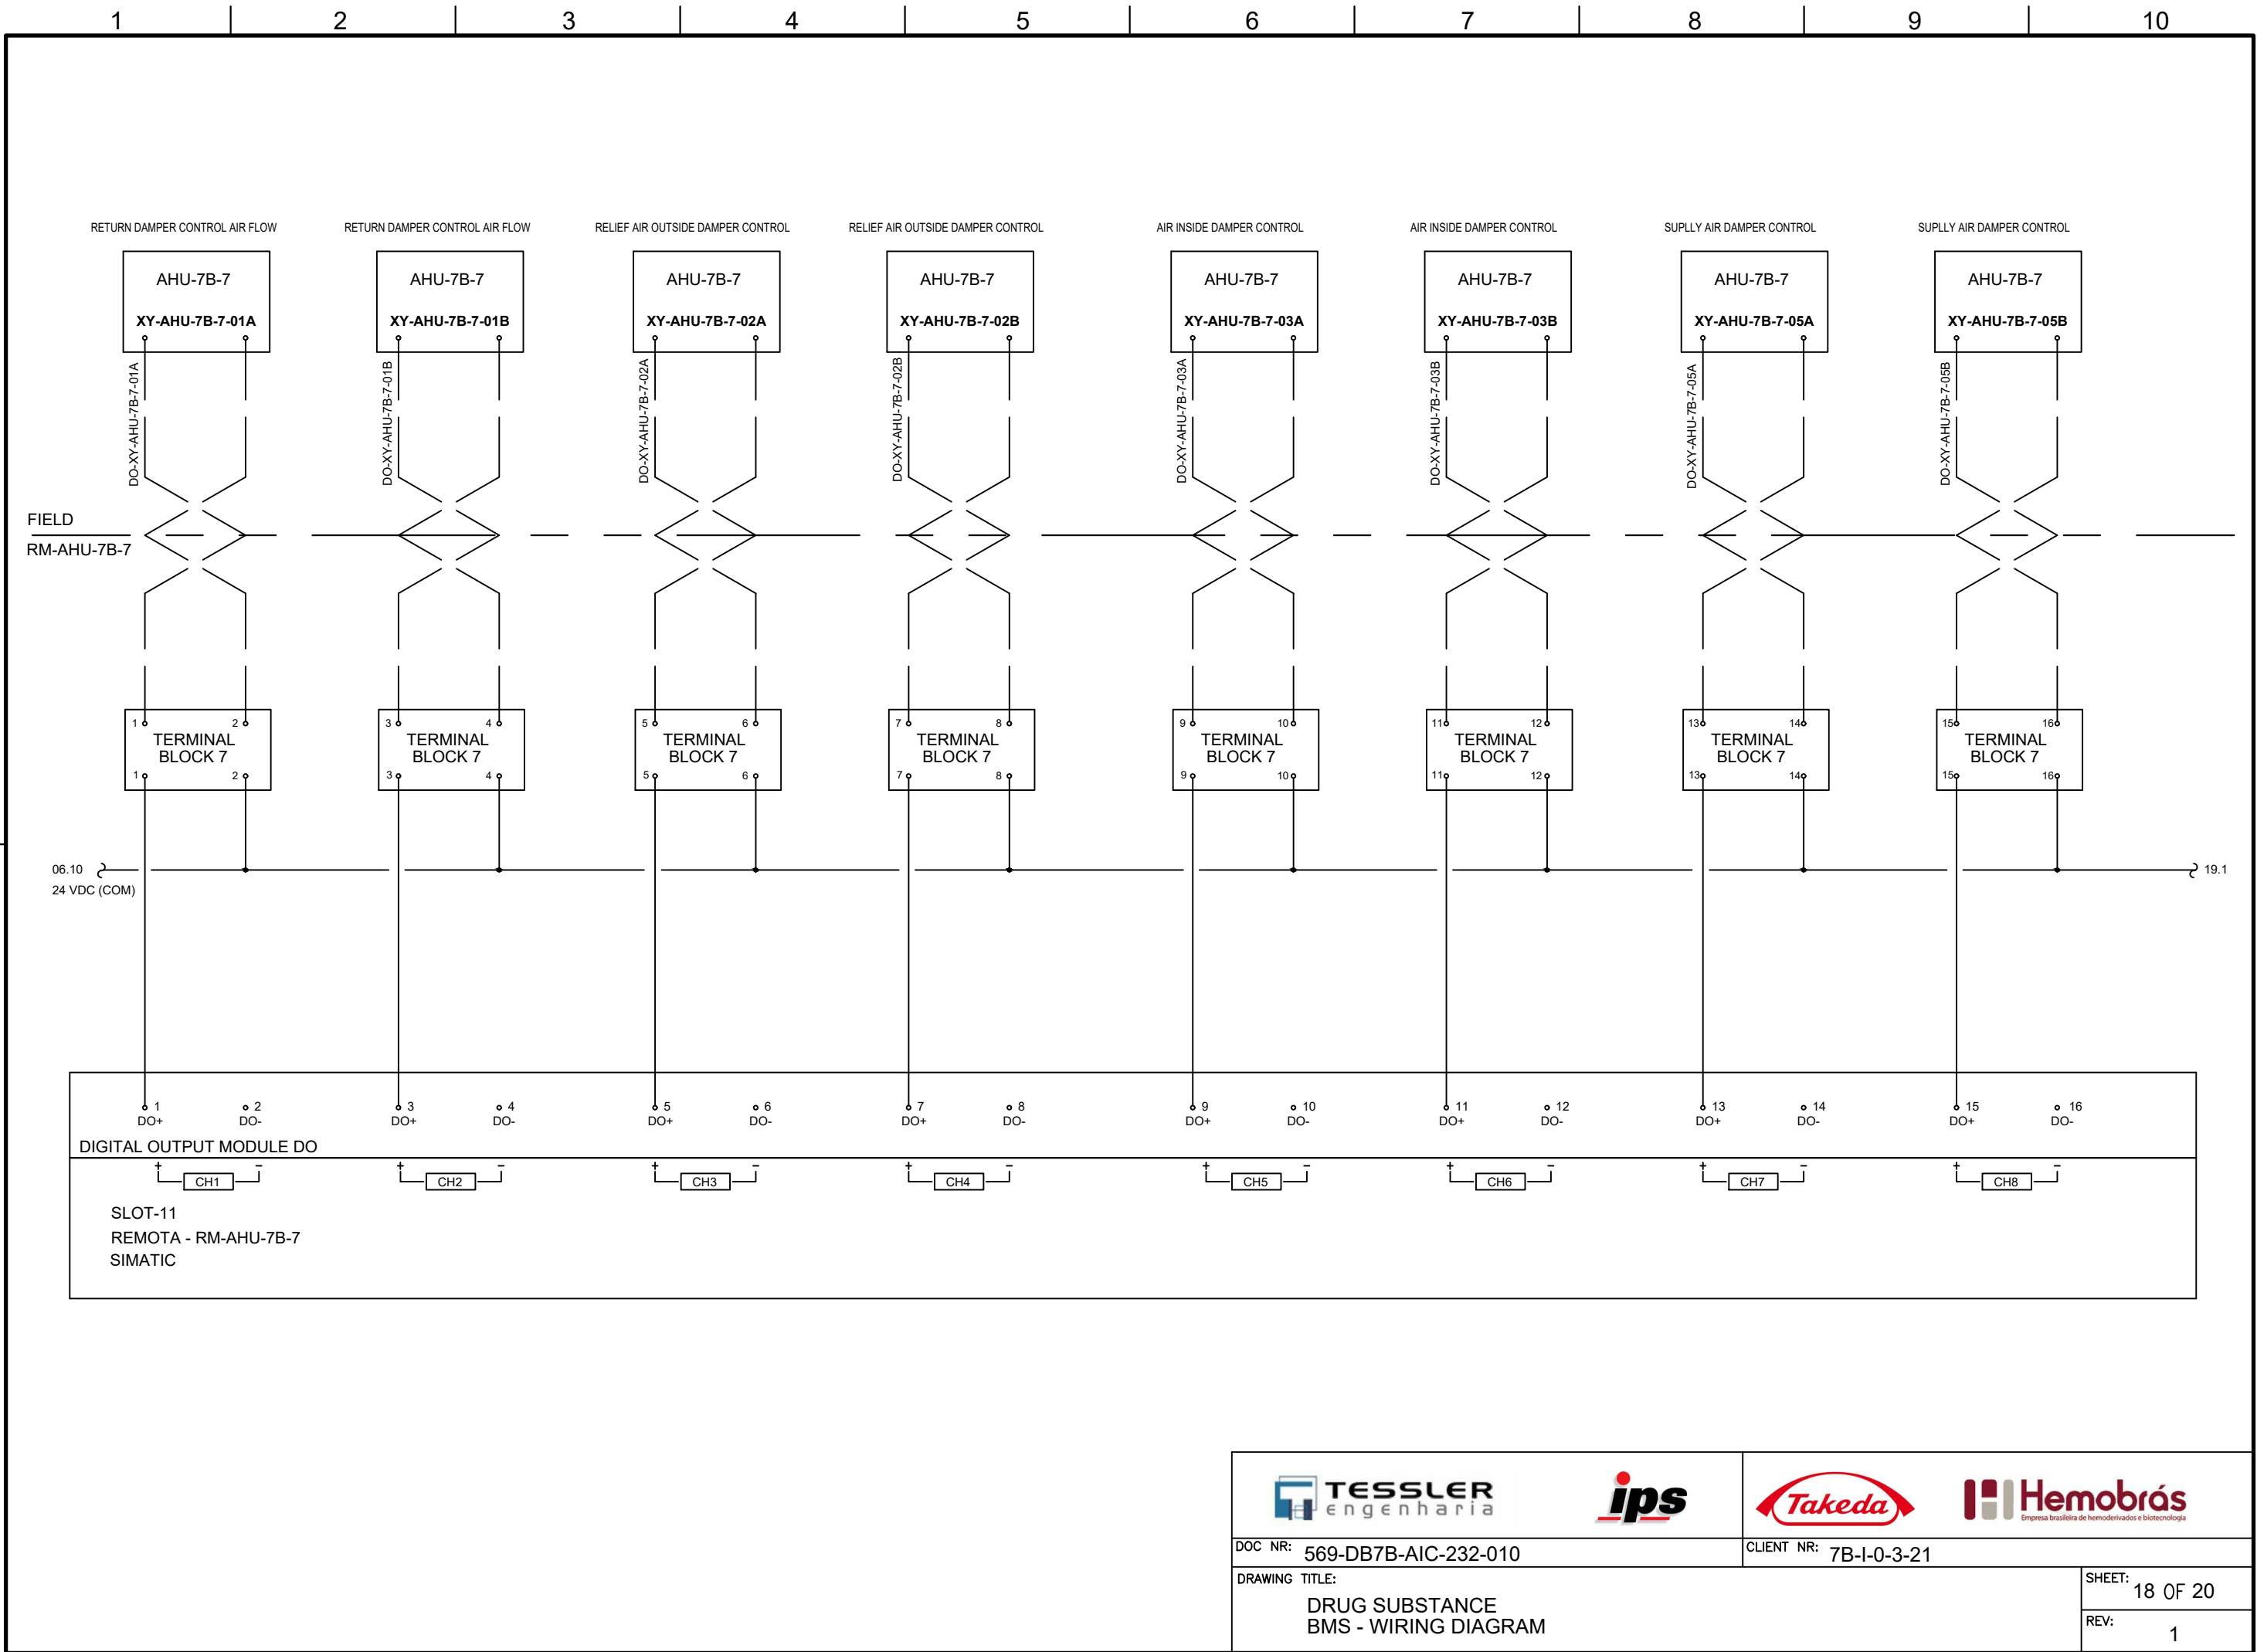 1 2 3 4 5 6 7 8 9 10
RETURN DAMPER CONTROL AIR FLOW RETURN DAMPER CONTROL AIR FLOW RELIEF AIR OUTSIDE DAMPER CONTROL RELIEF AIR OUTSIDE DAMPER CONTROL AIR INSIDE DAMPER CONTROL AIR INSIDE DAMPER CONTROL SUPLLY AIR DAMPER CONTROL SUPLLY AIR DAMPER CONTROL
AHU-7B-7 AHU-7B-7 AHU-7B-7 AHU-7B-7 AHU-7B-7 AHU-7B-7 AHU-7B-7 AHU-7B-7
XY-AHU-7B-7-01A XY-AHU-7B-7-01B XY-AHU-7B-7-02A XY-AHU-7B-7-02B XY-AHU-7B-7-03A XY-AHU-7B-7-03B XY-AHU-7B-7-05A XY-AHU-7B-7-05B
DO-XY-AHU-7B-7-01A DO-XY-AHU-7B-7-01B DO-XY-AHU-7B-7-02A DO-XY-AHU-7B-7-02B DO-XY-AHU-7B-7-03A DO-XY-AHU-7B-7-03B DO-XY-AHU-7B-7-05A DO-XY-AHU-7B-7-05B
FIELD
RM-AHU-7B-7
1 2 3 4 5 6 7 8 9 10 11 12 13 14 15 16
TERMINAL TERMINAL TERMINAL TERMINAL TERMINAL TERMINAL TERMINAL TERMINAL
BLOCK 7 BLOCK 7 BLOCK 7 BLOCK 7 BLOCK 7 BLOCK 7 BLOCK 7 BLOCK 7
1 2 3 4 5 6 7 8 9 10 11 12 13 14 15 16
06.10 19.1
24 VDC (COM)
1 2 3 4 5 6 7 8 9 10 11 12 13 14 15 16
DO+ DO- DO+ DO- DO+ DO- DO+ DO- DO+ DO- DO+ DO- DO+ DO- DO+ DO-
DIGITAL OUTPUT MODULE DO
+ − + − + − + − + − + − + − + −
CH1 CH2 CH3 CH4 CH5 CH6 CH7 CH8
SLOT-11
REMOTA - RM-AHU-7B-7
SIMATIC
TESSLER
engenharia
ips
Takeda
Hemobrás
Empresa brasileira de hemoderivados e biotecnologia
DOC NR: 569-DB7B-AIC-232-010
CLIENT NR: 7B-I-0-3-21
DRAWING TITLE:
DRUG SUBSTANCE
BMS - WIRING DIAGRAM
SHEET: 18 OF 20
REV: 1